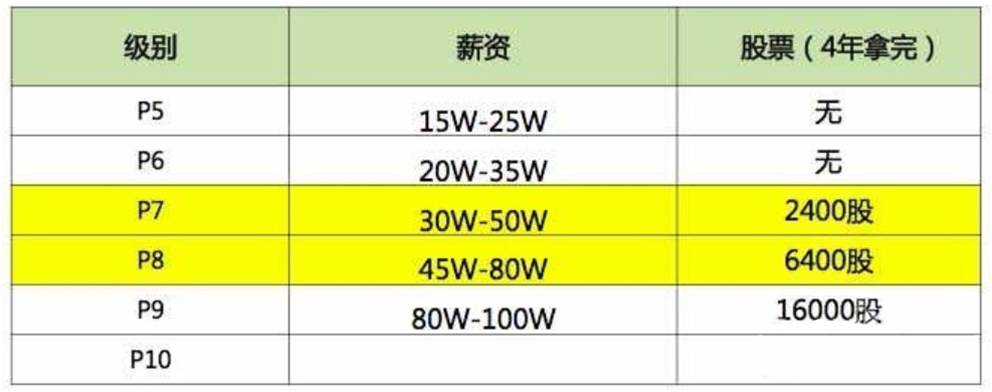 级别 薪资 股票（4年拿完）
P5 15W-25W 无
P6 20W-35W 无
P7 30W-50W 2400股
P8 45W-80W 6400股
P9 80W-100W 16000股
P10